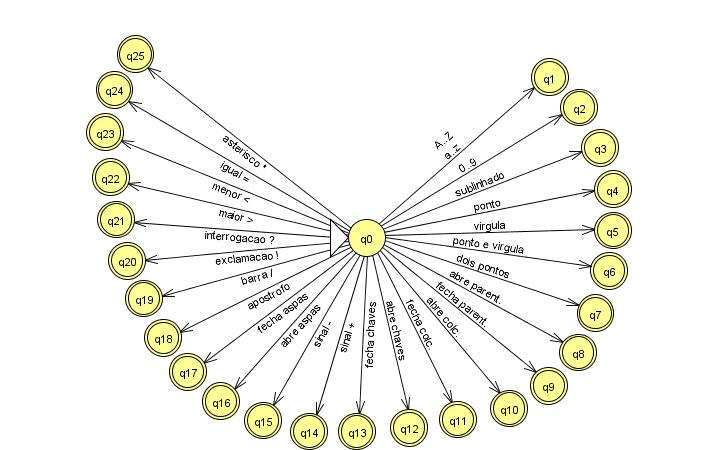 q25
q24
q23
q22
q21
q20
q19
q18
q17
q16
q15
q14
q13
q12
q11
q10
q9
q8
q7
q6
q5
q4
q3
q2
q1
q0
asterisco *
igual =
menor <
maior >
interrogacao ?
exclamacao !
barra /
apostrofo
fecha aspas
abre aspas
sinal -
sinal +
fecha chaves
abre chaves
fecha colc.
abre colc.
fecha parent.
abre parent.
dois pontos
ponto e virgula
virgula
ponto
sublinhado
0..9
A..Z
a..z